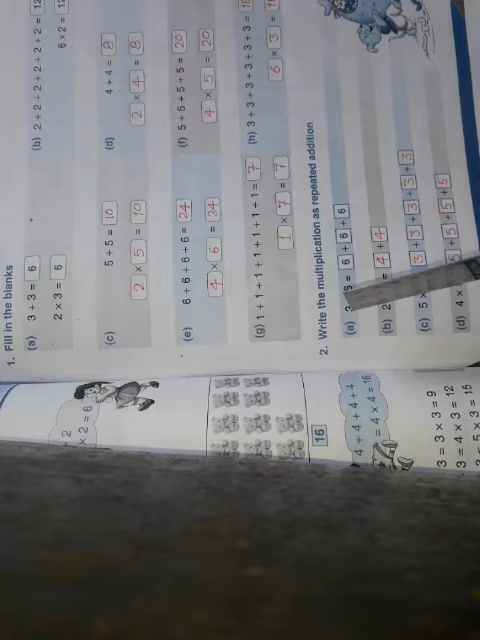 1. Fill in the blanks
(a) 3 + 3 = 6
2 × 3 = 6
(b) 2 + 2 + 2 + 2 + 2 + 2 = 12
6 × 2 = 12
(c) 5 + 5 = 10
2 × 5 = 10
(d) 4 + 4 = 8
2 × 4 = 8
(e) 6 + 6 + 6 + 6 = 24
4 × 6 = 24
(f) 5 + 5 + 5 + 5 = 20
4 × 5 = 20
(g) 1 + 1 + 1 + 1 + 1 + 1 + 1 = 7
1 × 7 = 7
(h) 3 + 3 + 3 + 3 + 3 + 3 =
6 × 3 =
2. Write the multiplication as repeated addition
(a) 3 = 6 + 6 + 6
(b) 2 = 4 + 4
(c) 5 × 3 + 3 + 3 + 3 + 3
(d) 4 × 5 + 5 + 5 + 5
2
× 2 = 6
16
4 + 4 + 4 + 4
= 4 × 4 = 16
3 = 3 × 3 = 9
3 = 4 × 3 = 12
5 × 3 = 15